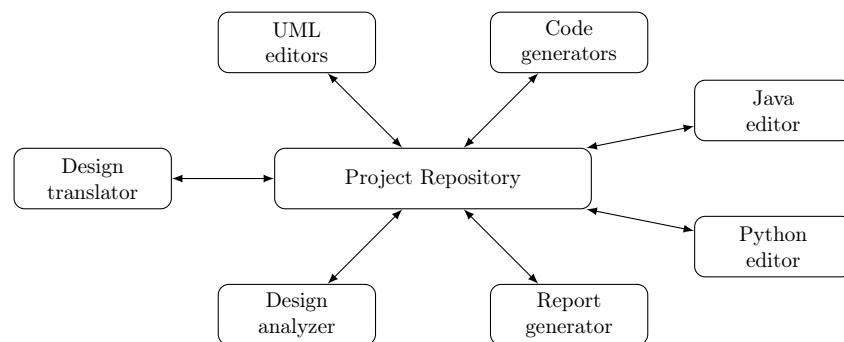 UML
editors
Code
generators
Java
editor
Design
translator
Project Repository
Python
editor
Design
analyzer
Report
generator